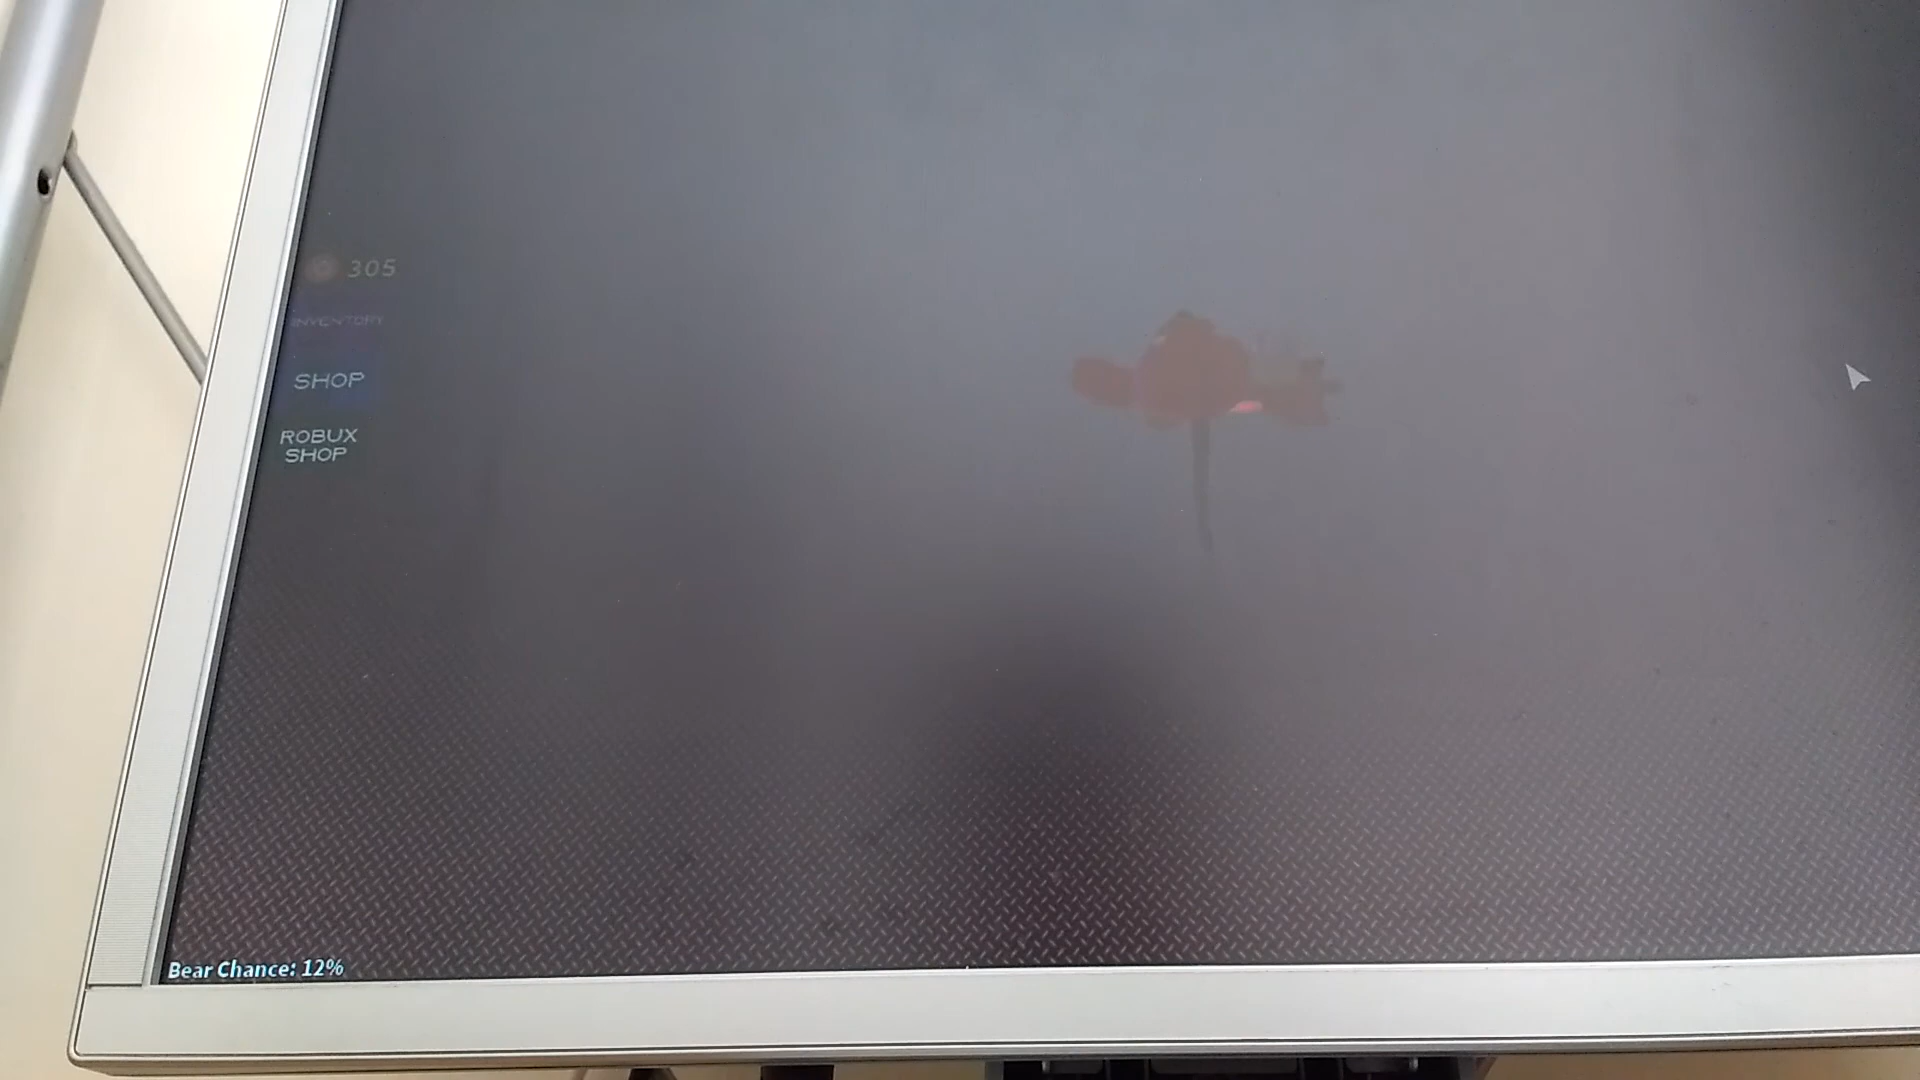 305
INVENTORY
SHOP
ROBUX
SHOP
Bear Chance: 12%